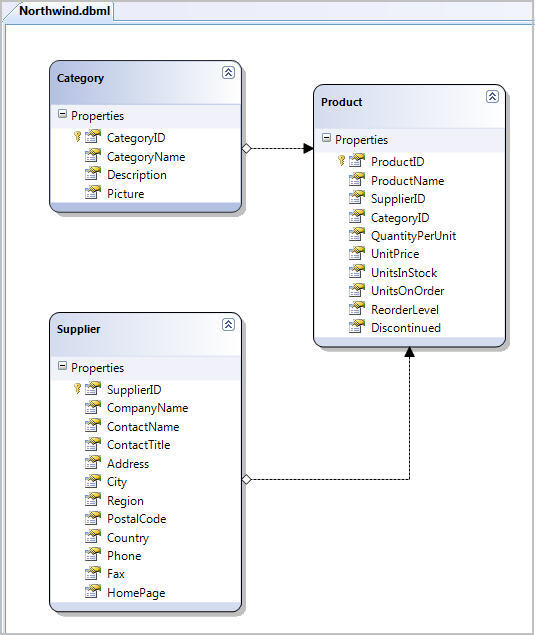 Northwind.dbml
Category
Properties
CategoryID
CategoryName
Description
Picture
Product
Properties
ProductID
ProductName
SupplierID
CategoryID
QuantityPerUnit
UnitPrice
UnitsInStock
UnitsOnOrder
ReorderLevel
Discontinued
Supplier
Properties
SupplierID
CompanyName
ContactName
ContactTitle
Address
City
Region
PostalCode
Country
Phone
Fax
HomePage